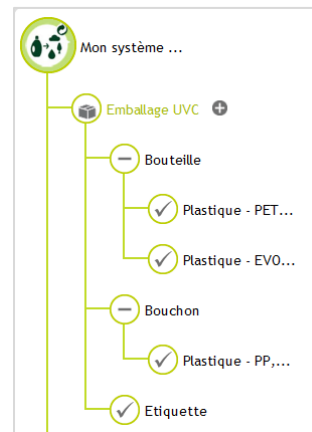 Mon système ...
Emballage UVC
Bouteille
Plastique - PET...
Plastique - EVO...
Bouchon
Plastique - PP,...
Etiquette